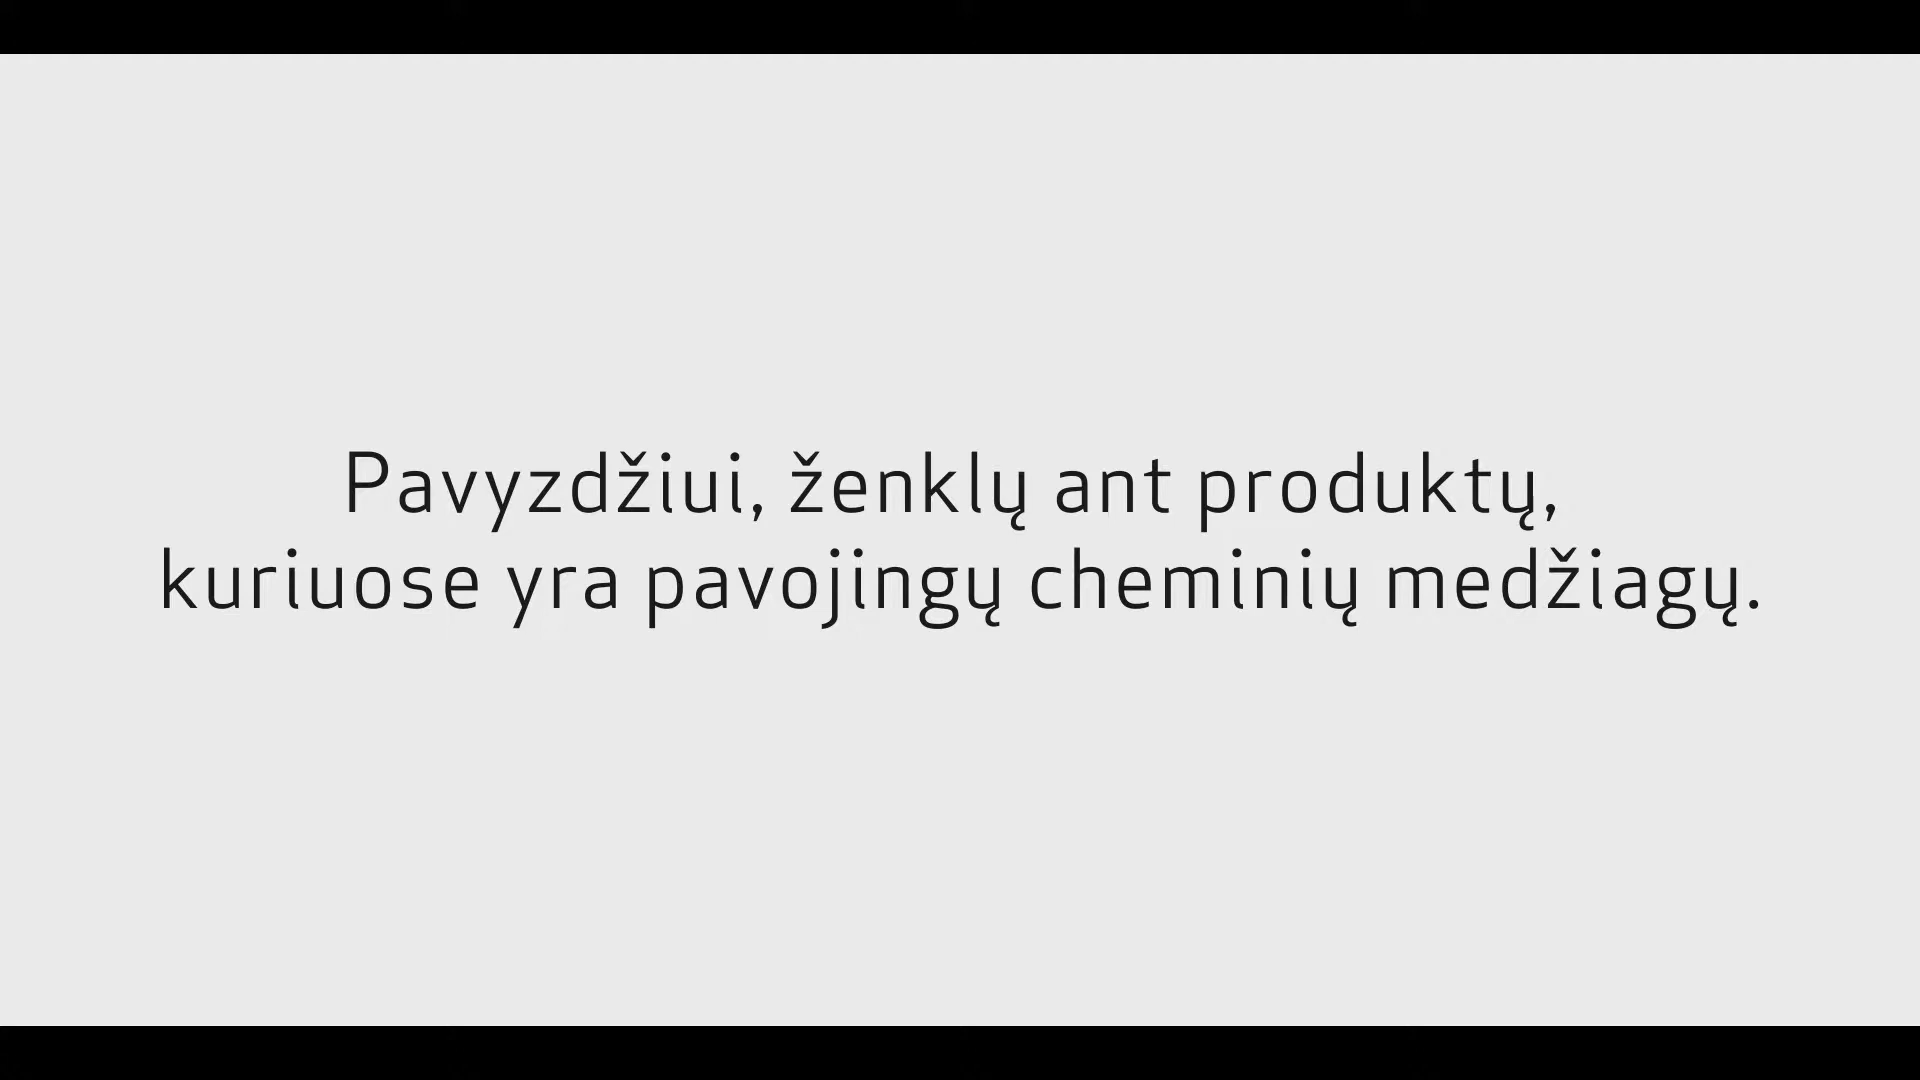 Pavyzdžiui, ženklų ant produktų,
kuriuose yra pavojingų cheminių medžiagų.